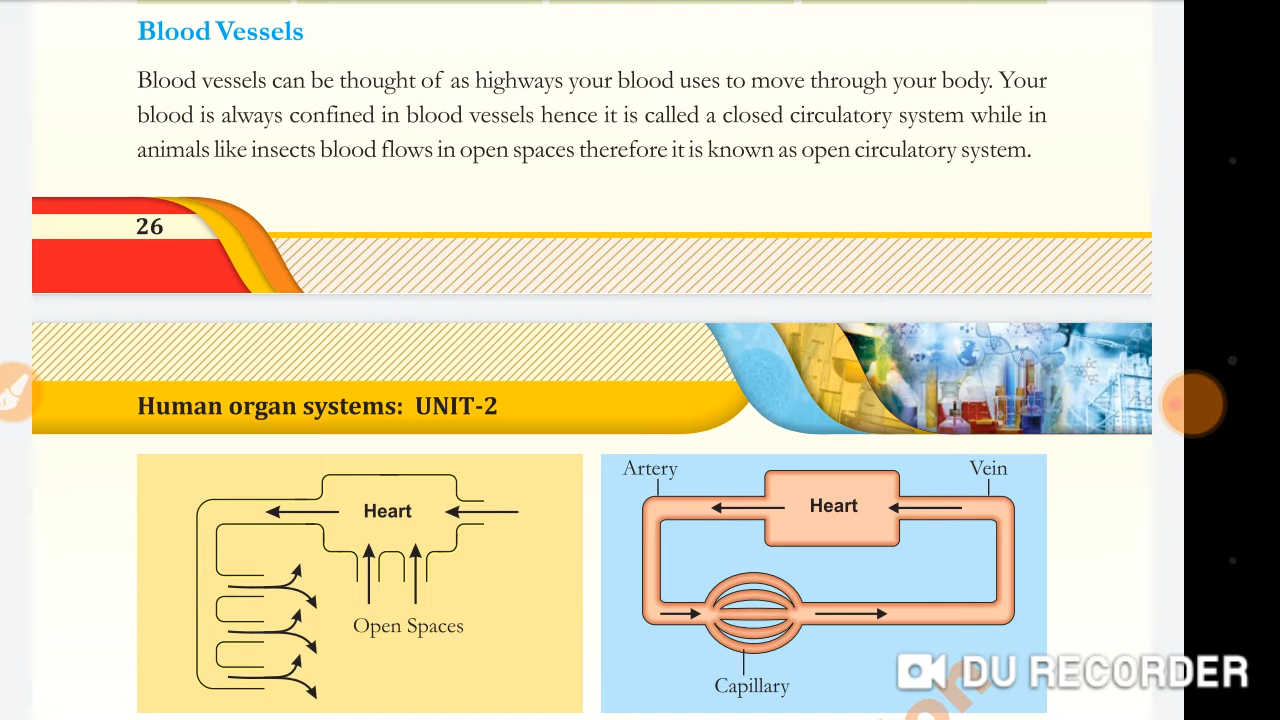 Blood Vessels
Blood vessels can be thought of as highways your blood uses to move through your body. Your
blood is always confined in blood vessels hence it is called a closed circulatory system while in
animals like insects blood flows in open spaces therefore it is known as open circulatory system.
26
Human organ systems: UNIT-2
Heart
Open Spaces
Artery
Vein
Heart
Capillary
DU RECORDER